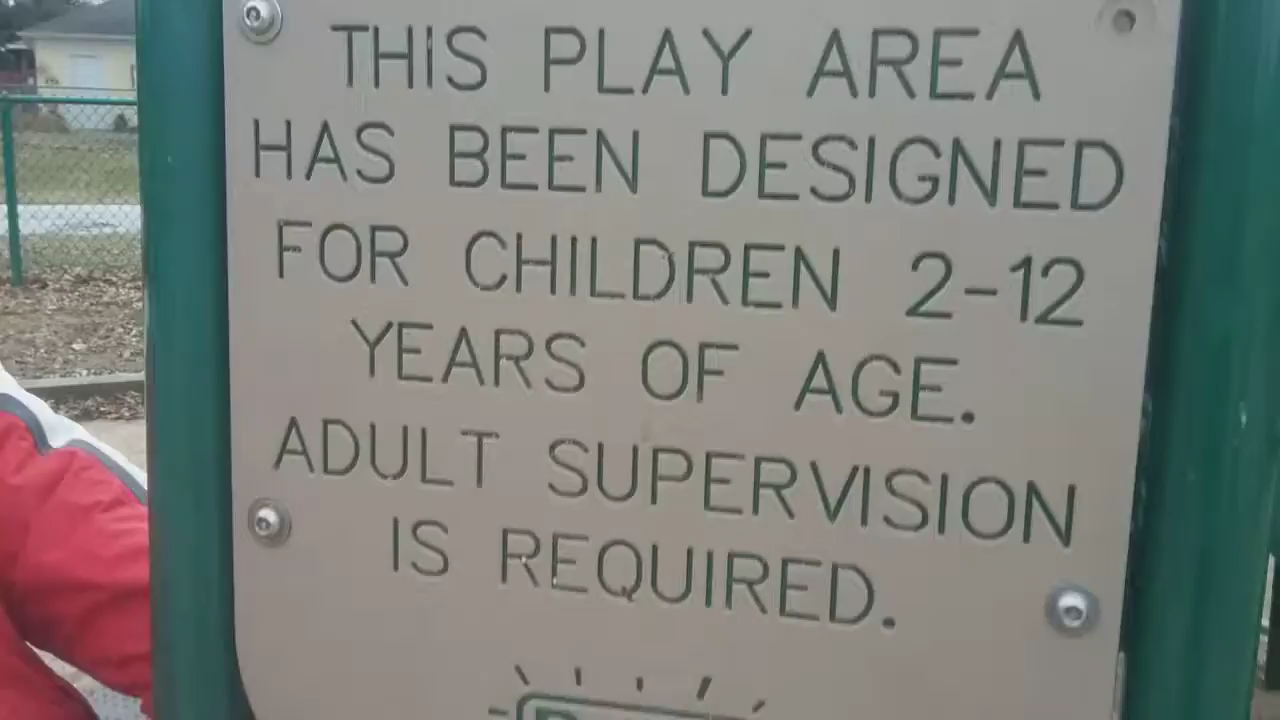 THIS PLAY AREA
HAS BEEN DESIGNED
FOR CHILDREN 2-12
YEARS OF AGE.
ADULT SUPERVISION
IS REQUIRED.